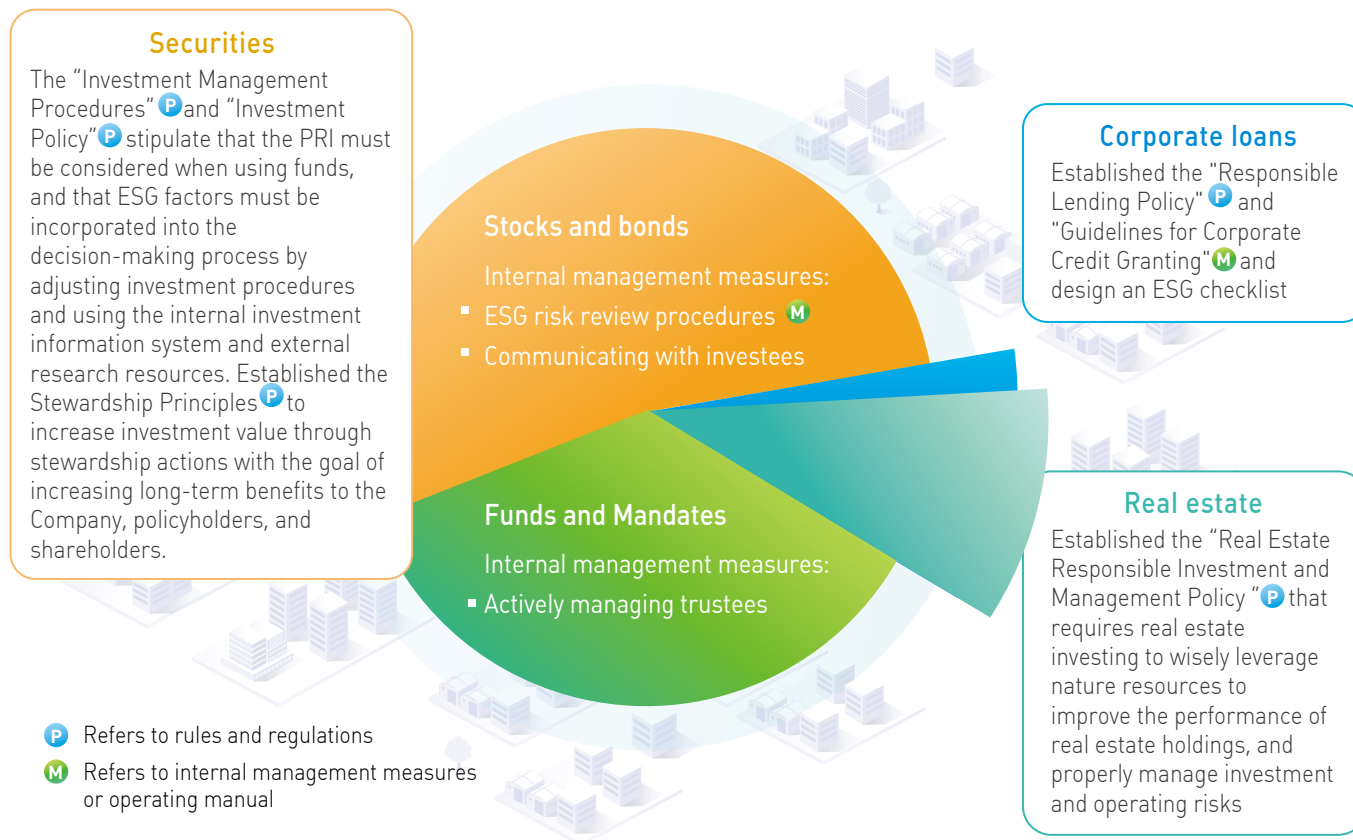 Securities
The “Investment Management
Procedures” P and “Investment
Policy” P stipulate that the PRI must
be considered when using funds,
and that ESG factors must be
incorporated into the
decision-making process by
adjusting investment procedures
and using the internal investment
information system and external
research resources. Established the
Stewardship Principles P to
increase investment value through
stewardship actions with the goal of
increasing long-term benefits to the
Company, policyholders, and
shareholders.
Stocks and bonds
Internal management measures:
▪ ESG risk review procedures M
▪ Communicating with investees
Funds and Mandates
Internal management measures:
▪ Actively managing trustees
Corporate loans
Established the "Responsible
Lending Policy" P and
"Guidelines for Corporate
Credit Granting" M and
design an ESG checklist
Real estate
Established the “Real Estate
Responsible Investment and
Management Policy ” P that
requires real estate
investing to wisely leverage
nature resources to
improve the performance of
real estate holdings, and
properly manage investment
and operating risks
P Refers to rules and regulations
M Refers to internal management measures
or operating manual